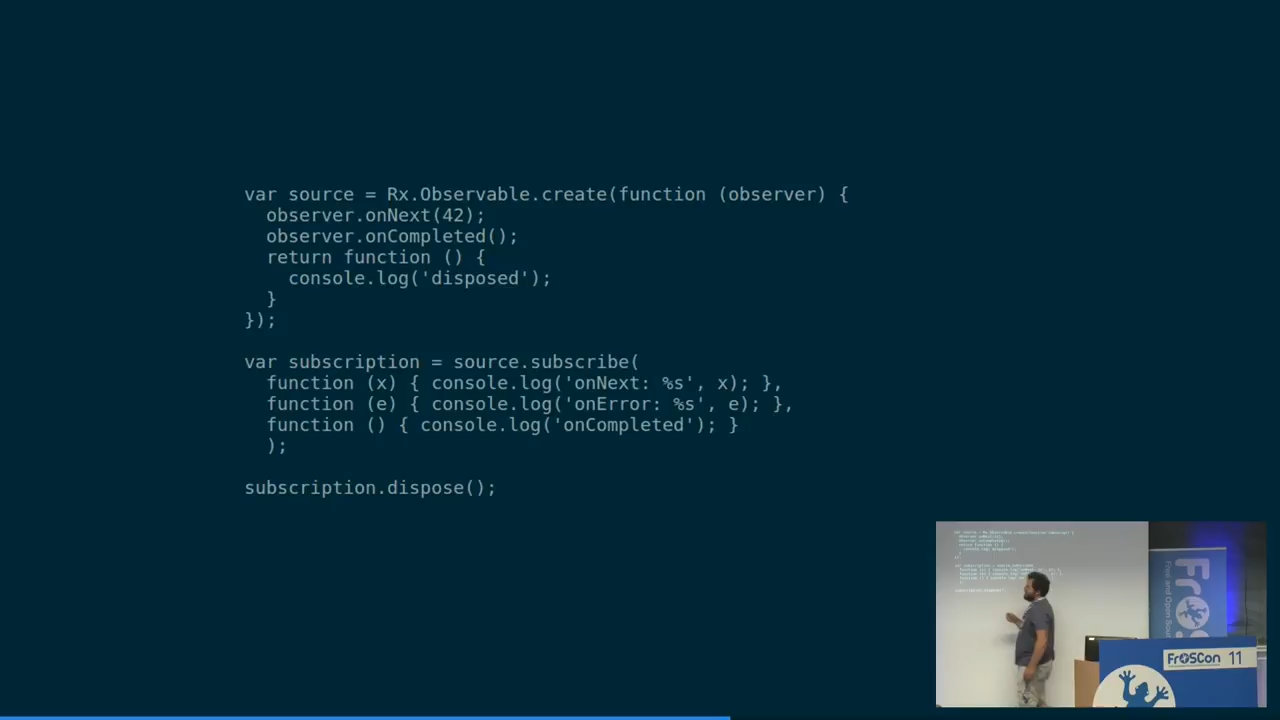 var source = Rx.Observable.create(function (observer) {
  observer.onNext(42);
  observer.onCompleted();
  return function () {
    console.log('disposed');
  }
});

var subscription = source.subscribe(
  function (x) { console.log('onNext: %s', x); },
  function (e) { console.log('onError: %s', e); },
  function () { console.log('onCompleted'); }
  );

subscription.dispose();
FrOSCon 11